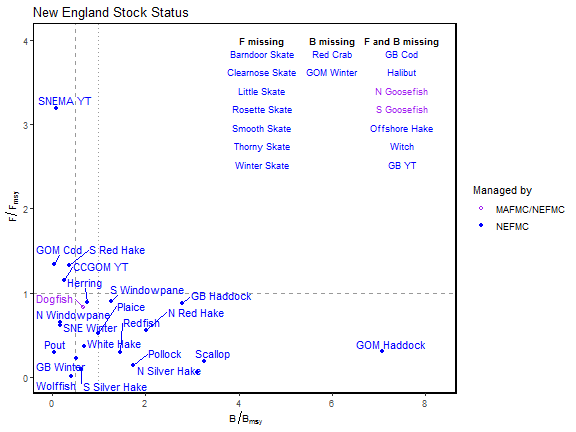 New England Stock Status
F missing B missing F and B missing
Barndoor Skate Red Crab GB Cod
Clearnose Skate GOM Winter Halibut
Little Skate N Goosefish
Rosette Skate S Goosefish
Smooth Skate Offshore Hake
Thorny Skate Witch
Winter Skate GB YT
4
SNEMA YT
3
2
GOM Cod S Red Hake
CCGOM YT
Herring
1
S Windowpane
GB Haddock
Dogfish
Plaice
N Windowpane
N Red Hake
SNE Winter
Redfish
Pout
White Hake
GOM Haddock
Pollock
Scallop
GB Winter
N Silver Hake
0
Wolffish
S Silver Hake
0 2 4 6 8
B/Bmsy
F/Fmsy
Managed by
MAFMC/NEFMC
NEFMC